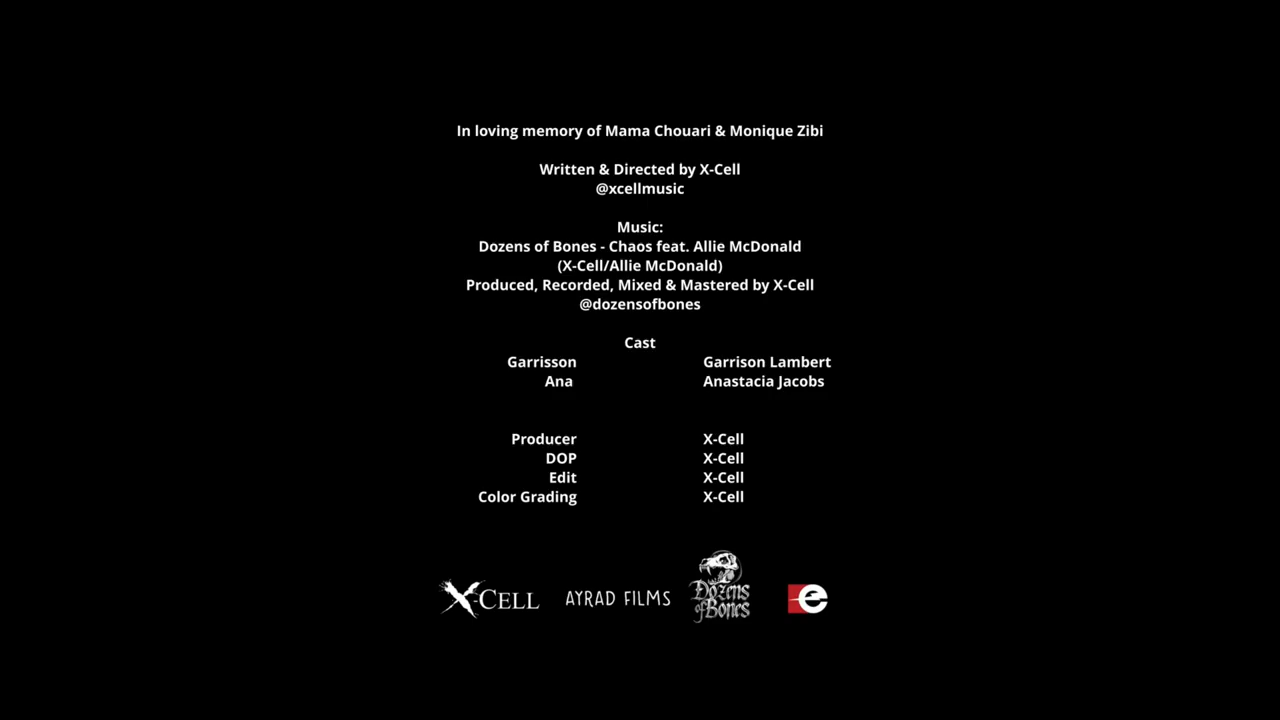 In loving memory of Mama Chouari & Monique Zibi
Written & Directed by X-Cell
@xcellmusic
Music:
Dozens of Bones - Chaos feat. Allie McDonald
(X-Cell/Allie McDonald)
Produced, Recorded, Mixed & Mastered by X-Cell
@dozensofbones
Cast
Garrisson Garrison Lambert
Ana Anastacia Jacobs
Producer X-Cell
DOP X-Cell
Edit X-Cell
Color Grading X-Cell
X-CELL AYRAD FILMS Dozens of Bones e